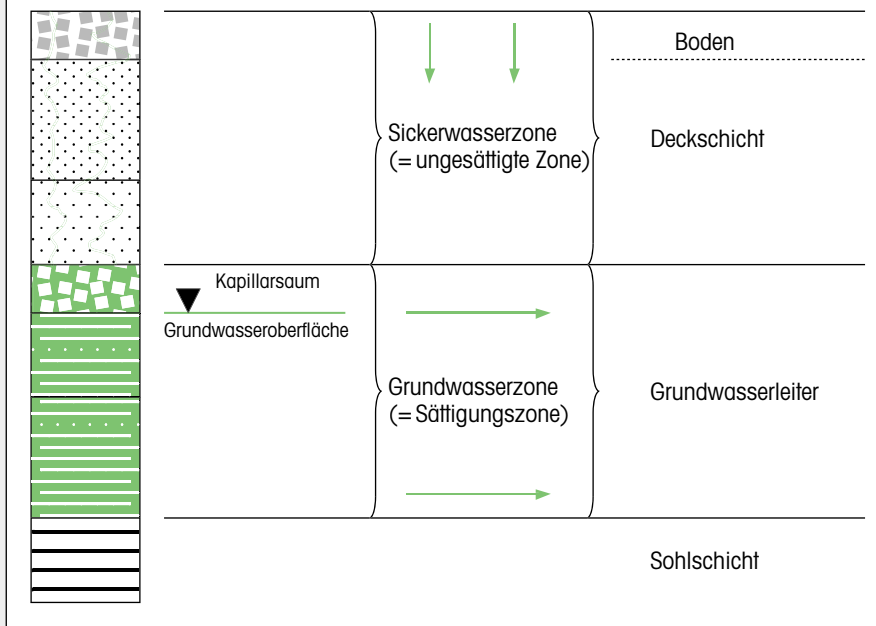 Boden
Sickerwasserzone
(= ungesättigte Zone)
Deckschicht
Kapillarsaum
Grundwasseroberfläche
Grundwasserzone
(= Sättigungszone)
Grundwasserleiter
Sohlschicht